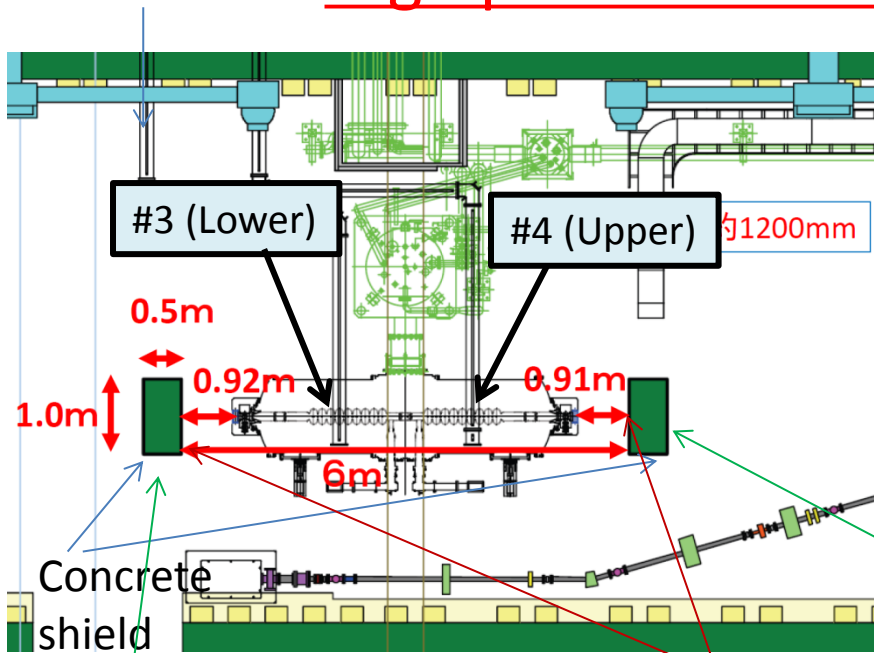 #3 (Lower)
#4 (Upper)
約1200mm
0.5m
0.92m
0.91m
1.0m
6m
Concrete
shield